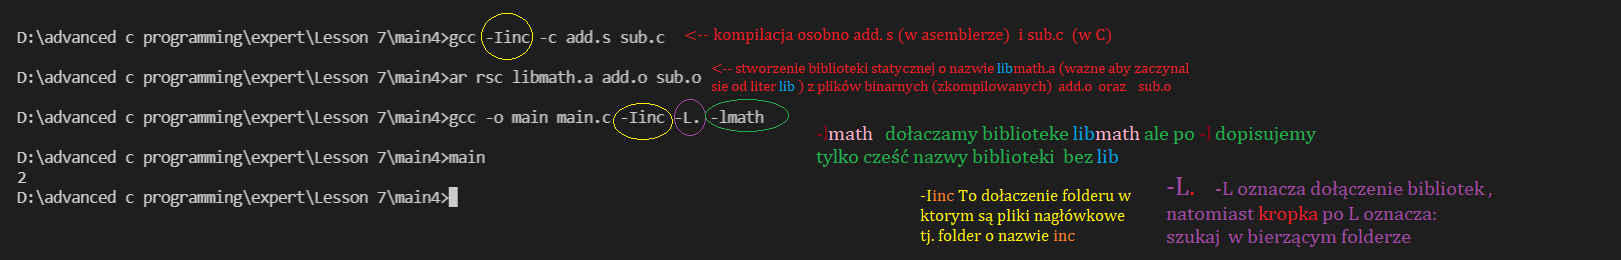 D:\advanced c programming\expert\Lesson 7\main4>gcc -Iinc -c add.s sub.c <-- kompilacja osobno add. s (w asemblerze) i sub.c (w C)
D:\advanced c programming\expert\Lesson 7\main4>ar rsc libmath.a add.o sub.o <-- stworzenie biblioteki statycznej o nazwie libmath.a (wazne aby zaczynal
sie od liter lib ) z plików binarnych (zkompilowanych) add.o oraz sub.o
D:\advanced c programming\expert\Lesson 7\main4>gcc -o main main.c -Iinc -L. -lmath
-lmath dołaczamy biblioteke libmath ale po -l dopisujemy
tylko cześć nazwy biblioteki bez lib
D:\advanced c programming\expert\Lesson 7\main4>main
2
D:\advanced c programming\expert\Lesson 7\main4>
-Iinc To dołaczenie folderu w
ktorym są pliki nagłówkowe
tj. folder o nazwie inc
-L. -L oznacza dołączenie bibliotek ,
natomiast kropka po L oznacza:
szukaj w bierzącym folderze